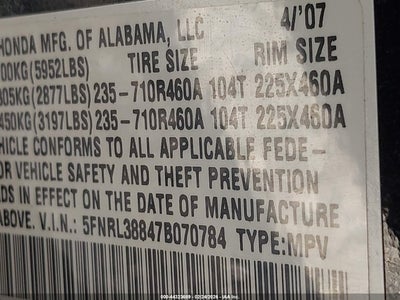 HONDA MFG. OF ALABAMA, LLC 4/'07
00KG (5952LBS) TIRE SIZE RIM SIZE
305KG (2877LBS) 235-710R460A 104T 225X460A
450KG (3197LBS) 235-710R460A 104T 225X460A
VEHICLE CONFORMS TO ALL APPLICABLE FEDE-
OR VEHICLE SAFETY AND THEFT PREVENTION
DS IN EFFECT ON THE DATE OF MANUFACTURE
ABOVE. V.I.N.: 5FNRL38847B070784 TYPE:MPV